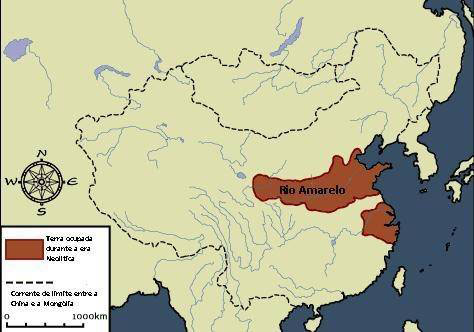 Rio Amarelo
N
W
E
S
Terra ocupada
durante a era
Neolítica
Corrente de limite entre a
China e a Mongólia
0
1000km